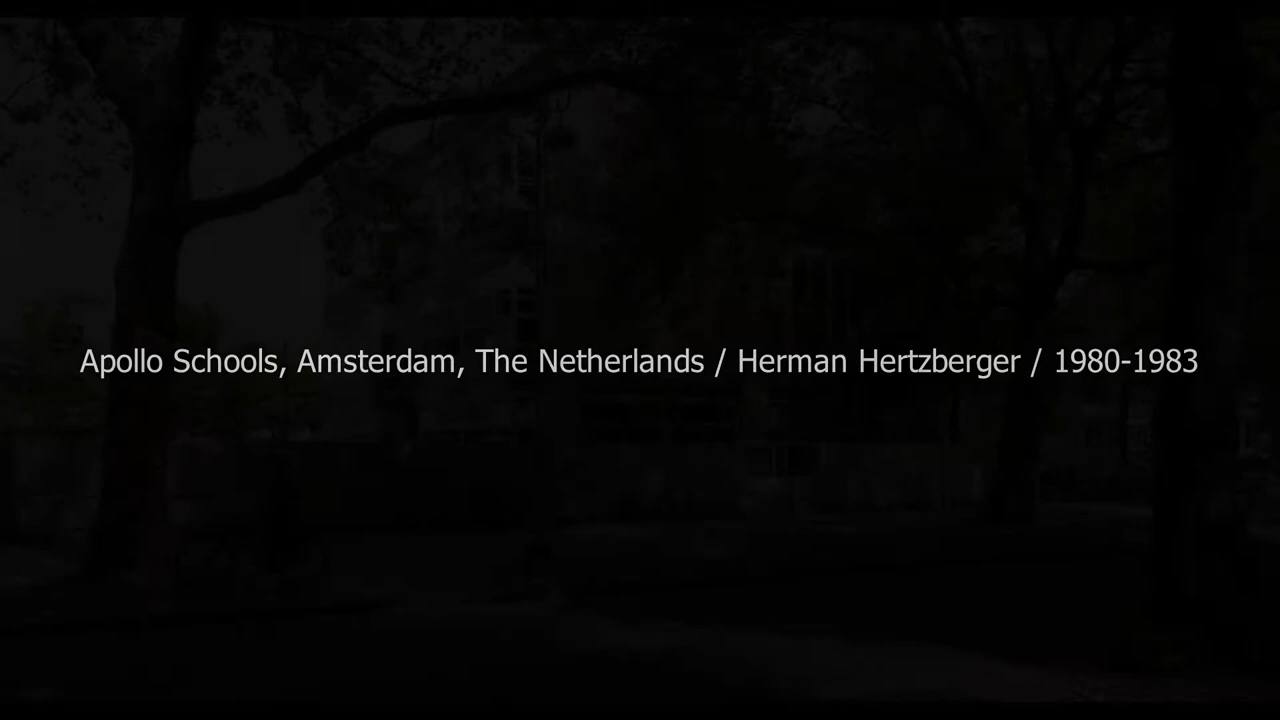 Apollo Schools, Amsterdam, The Netherlands / Herman Hertzberger / 1980-1983